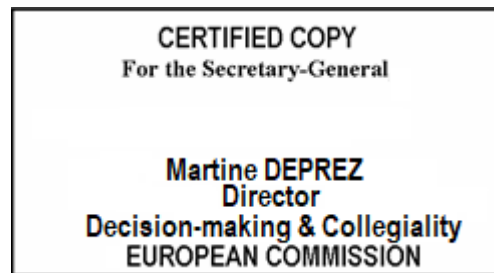 CERTIFIED COPY
For the Secretary-General
Martine DEPREZ
Director
Decision-making & Collegiality
EUROPEAN COMMISSION